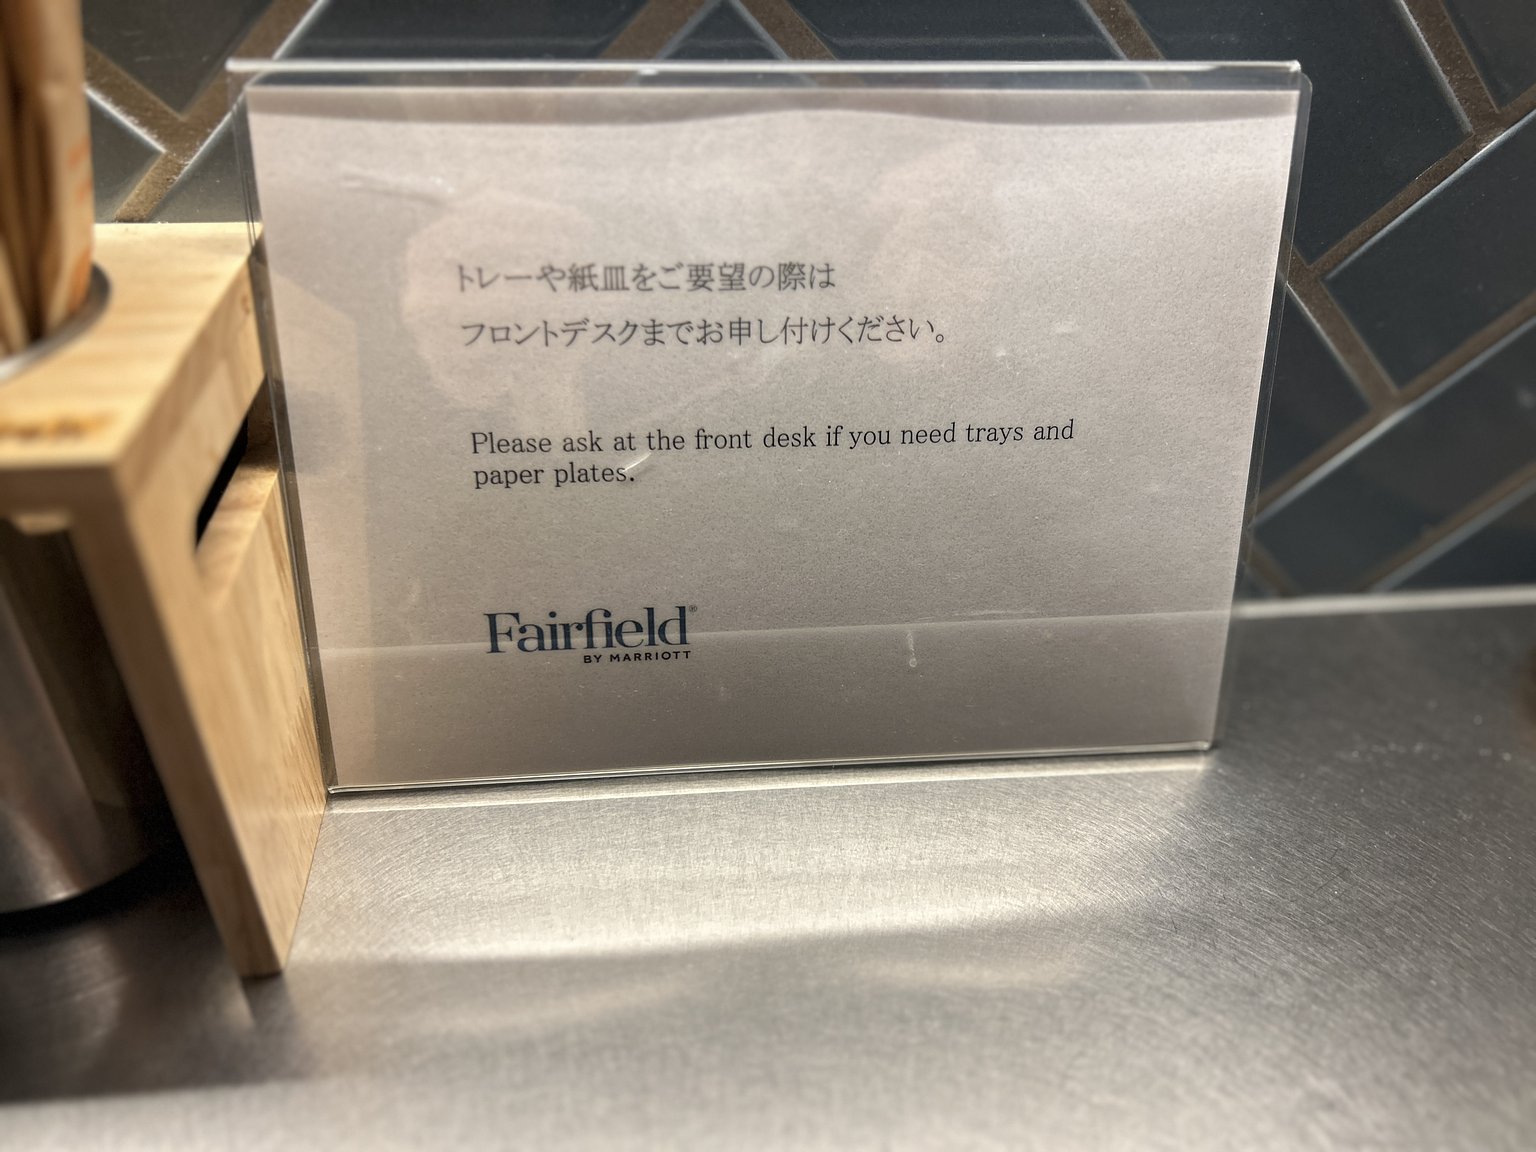 トレーや紙皿をご要望の際は
フロントデスクまでお申し付けください。
Please ask at the front desk if you need trays and
paper plates.
Fairfield®
BY MARRIOTT